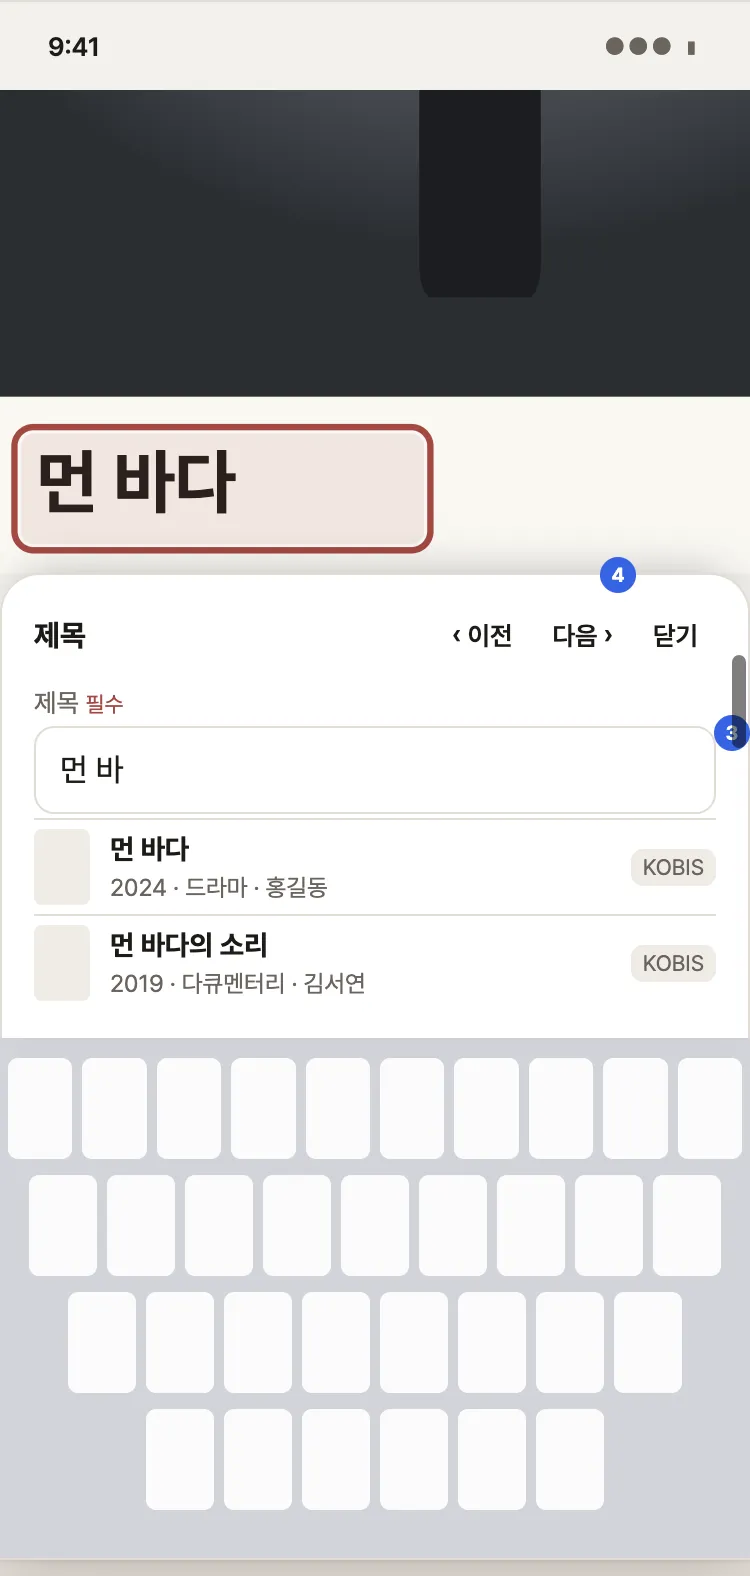 9:41
먼 바다
4
제목
‹ 이전 다음 › 닫기
제목 필수
3
먼 바
먼 바다
2024 · 드라마 · 홍길동
KOBIS
먼 바다의 소리
2019 · 다큐멘터리 · 김서연
KOBIS